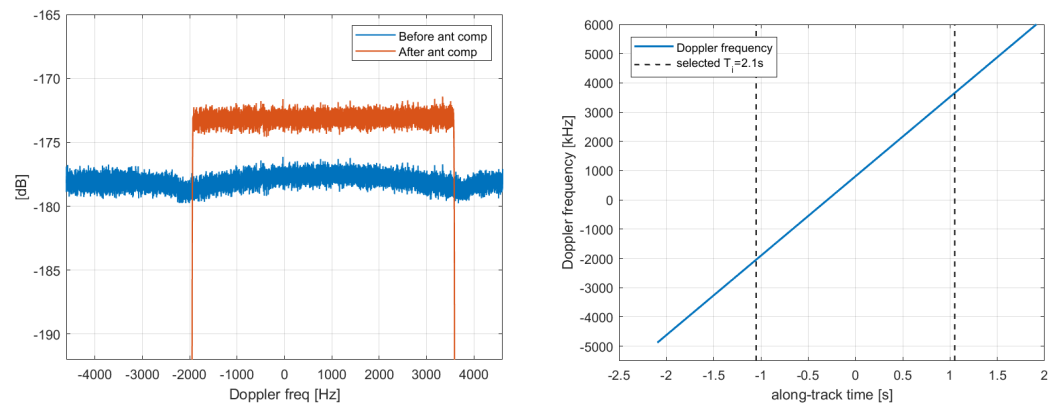 -165
-170
-175
-180
-185
-190
[dB]
Before ant comp
After ant comp
-4000 -3000 -2000 -1000 0 1000 2000 3000 4000
Doppler freq [Hz]
6000
5000
4000
3000
2000
1000
0
-1000
-2000
-3000
-4000
-5000
Doppler frequency [kHz]
Doppler frequency
selected T_i=2.1s
-2.5 -2 -1.5 -1 -0.5 0 0.5 1 1.5 2
along-track time [s]